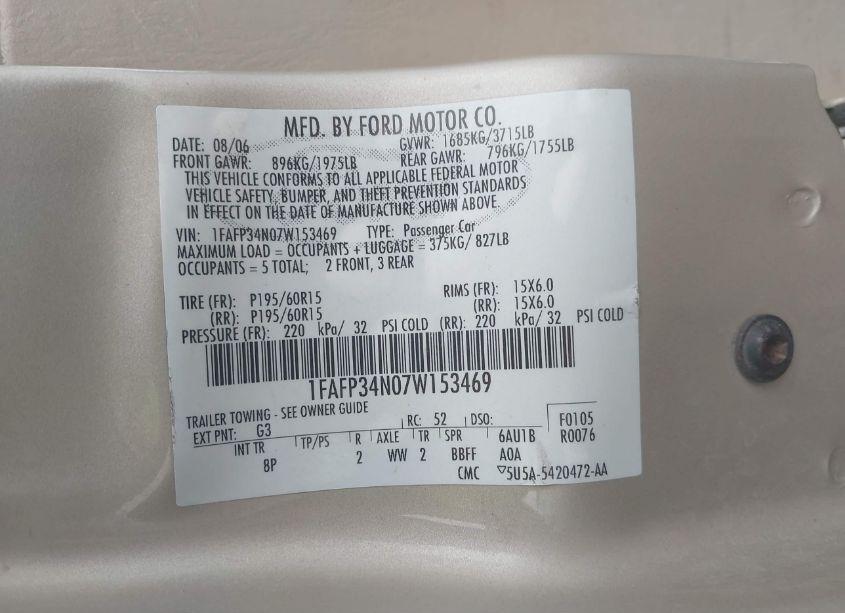 MFD. BY FORD MOTOR CO.
DATE: 08/06 GVWR: 1685KG/3715LB
FRONT GAWR: 896KG/1975LB REAR GAWR: 796KG/1755LB
THIS VEHICLE CONFORMS TO ALL APPLICABLE FEDERAL MOTOR
VEHICLE SAFETY, BUMPER, AND THEFT PREVENTION STANDARDS
IN EFFECT ON THE DATE OF MANUFACTURE SHOWN ABOVE.
VIN: 1FAFP34N07W153469 TYPE: Passenger Car
MAXIMUM LOAD = OCCUPANTS + LUGGAGE = 375KG/ 827LB
OCCUPANTS = 5 TOTAL; 2 FRONT, 3 REAR
TIRE (FR): P195/60R15 RIMS (FR): 15X6.0
(RR): P195/60R15 (RR): 15X6.0
PRESSURE (FR): 220 kPa/ 32 PSI COLD (RR): 220 kPa/ 32 PSI COLD
1FAFP34N07W153469
TRAILER TOWING - SEE OWNER GUIDE
EXT PNT: G3 RC: 52 DSO: F0105
INT TR TP/PS R AXLE TR SPR 6AU1B R0076
8P 2 WW 2 BBFF AOA
CMC 5U5A-5420472-AA